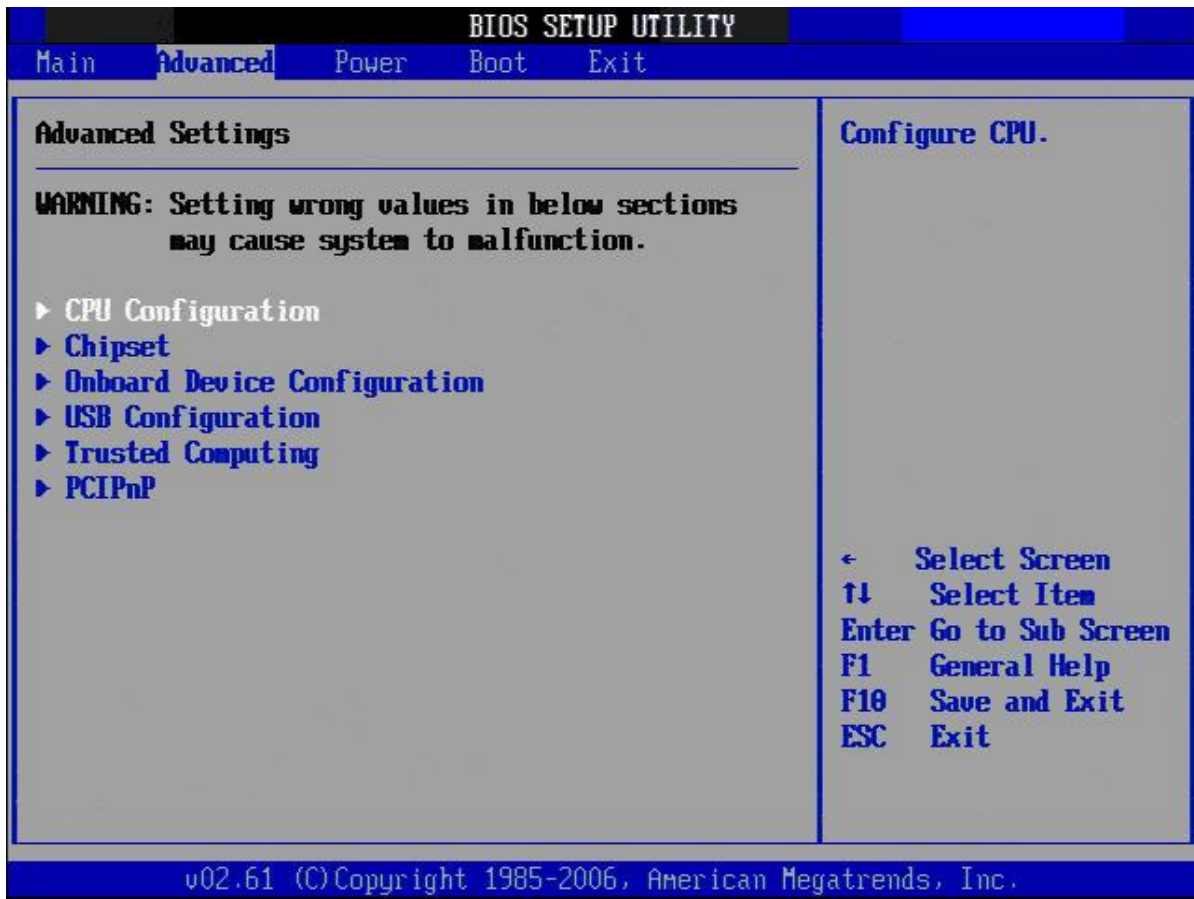 BIOS SETUP UTILITY
Main Advanced Power Boot Exit
Advanced Settings
WARNING: Setting wrong values in below sections
may cause system to malfunction.
▶ CPU Configuration
▶ Chipset
▶ Onboard Device Configuration
▶ USB Configuration
▶ Trusted Computing
▶ PCIPnP
Configure CPU.
← Select Screen
↑↓ Select Item
Enter Go to Sub Screen
F1 General Help
F10 Save and Exit
ESC Exit
v02.61 (C)Copyright 1985-2006, American Megatrends, Inc.